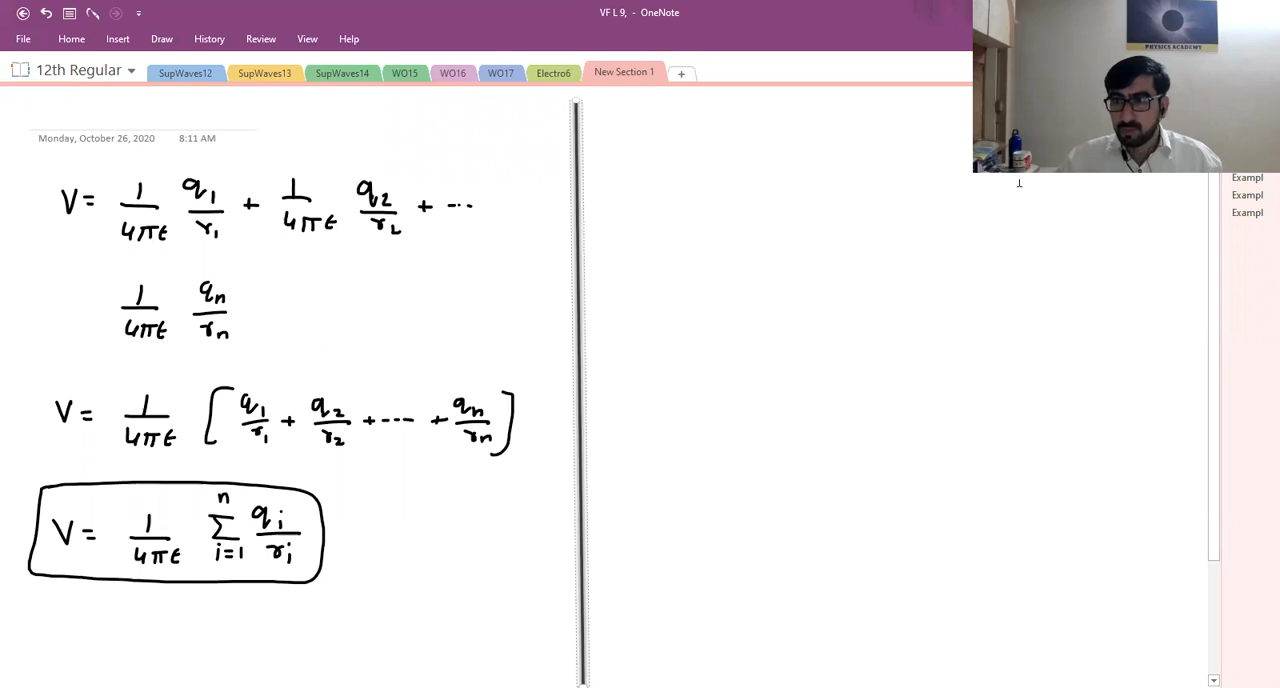 VF L 9, - OneNote
File Home Insert Draw History Review View Help
12th Regular SupWaves12 SupWaves13 SupWaves14 WO15 WO16 WO17 Electro6 New Section 1 +
PHYSICS ACADEMY
Monday, October 26, 2020 8:11 AM
Exampl
Exampl
Exampl
V = 1/4πε q₁/r₁ + 1/4πε q₂/r₂ + ...
1/4πε qₙ/rₙ
V = 1/4πε [q₁/r₁ + q₂/r₂ + ---- + qₙ/rₙ]
V = 1/4πε Σᵢ₌₁ⁿ qᵢ/rᵢ